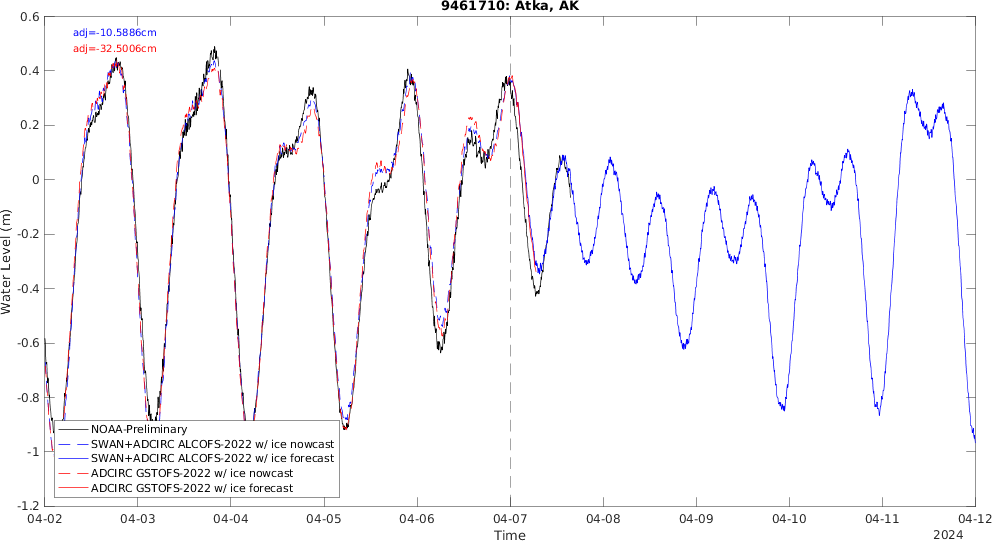 9461710: Atka, AK
adj=-10.5886cm
adj=-32.5006cm
Water Level (m)
0.6
0.4
0.2
0
-0.2
-0.4
-0.6
-0.8
-1
-1.2
NOAA-Preliminary
SWAN+ADCIRC ALCOFS-2022 w/ ice nowcast
SWAN+ADCIRC ALCOFS-2022 w/ ice forecast
ADCIRC GSTOFS-2022 w/ ice nowcast
ADCIRC GSTOFS-2022 w/ ice forecast
04-02 04-03 04-04 04-05 04-06 04-07 04-08 04-09 04-10 04-11 04-12
Time
2024